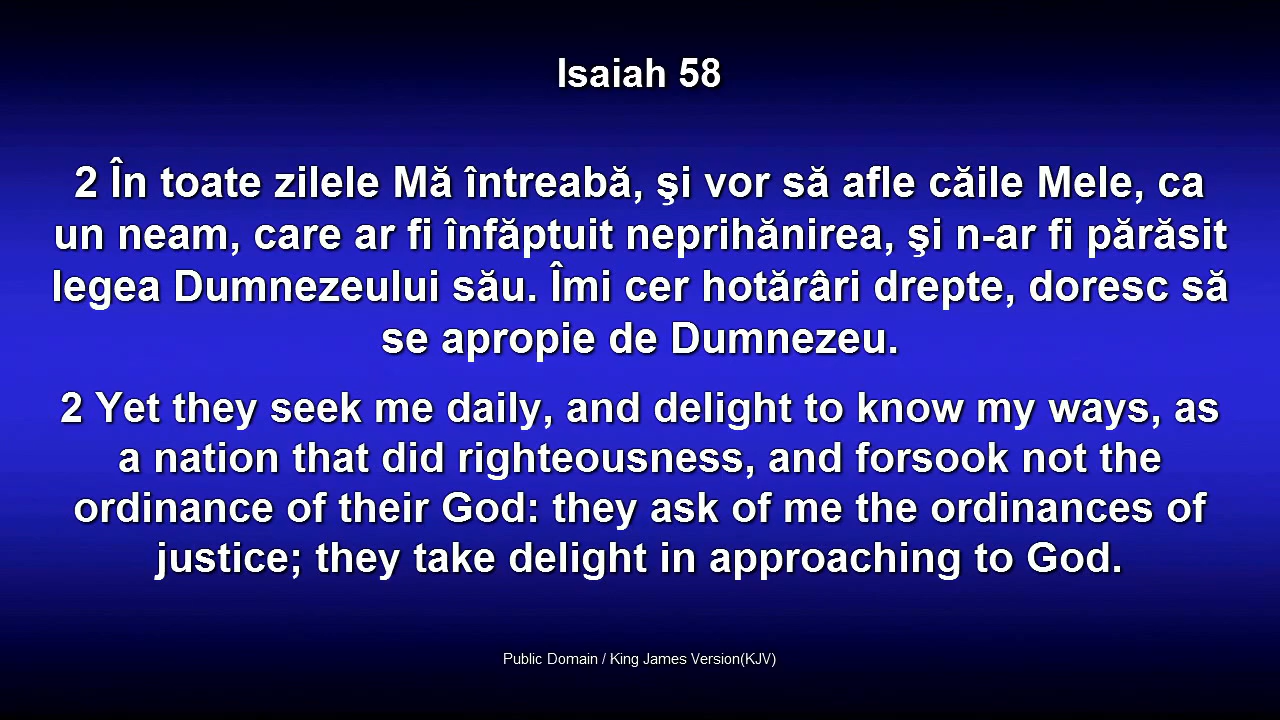 Isaiah 58
2 În toate zilele Mă întreabă, şi vor să afle căile Mele, ca
un neam, care ar fi înfăptuit neprihănirea, şi n-ar fi părăsit
legea Dumnezeului său. Îmi cer hotărâri drepte, doresc să
se apropie de Dumnezeu.
2 Yet they seek me daily, and delight to know my ways, as
a nation that did righteousness, and forsook not the
ordinance of their God: they ask of me the ordinances of
justice; they take delight in approaching to God.
Public Domain / King James Version(KJV)